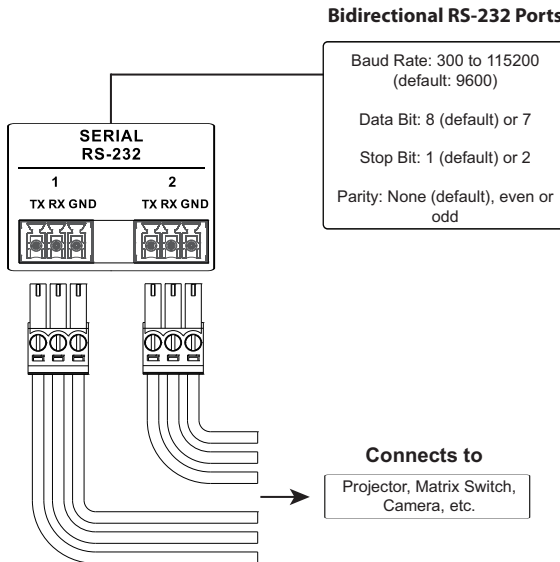 Bidirectional RS-232 Ports
Baud Rate: 300 to 115200
(default: 9600)
Data Bit: 8 (default) or 7
Stop Bit: 1 (default) or 2
Parity: None (default), even or
odd
SERIAL
RS-232
1 2
TX RX GND TX RX GND
Connects to
Projector, Matrix Switch,
Camera, etc.